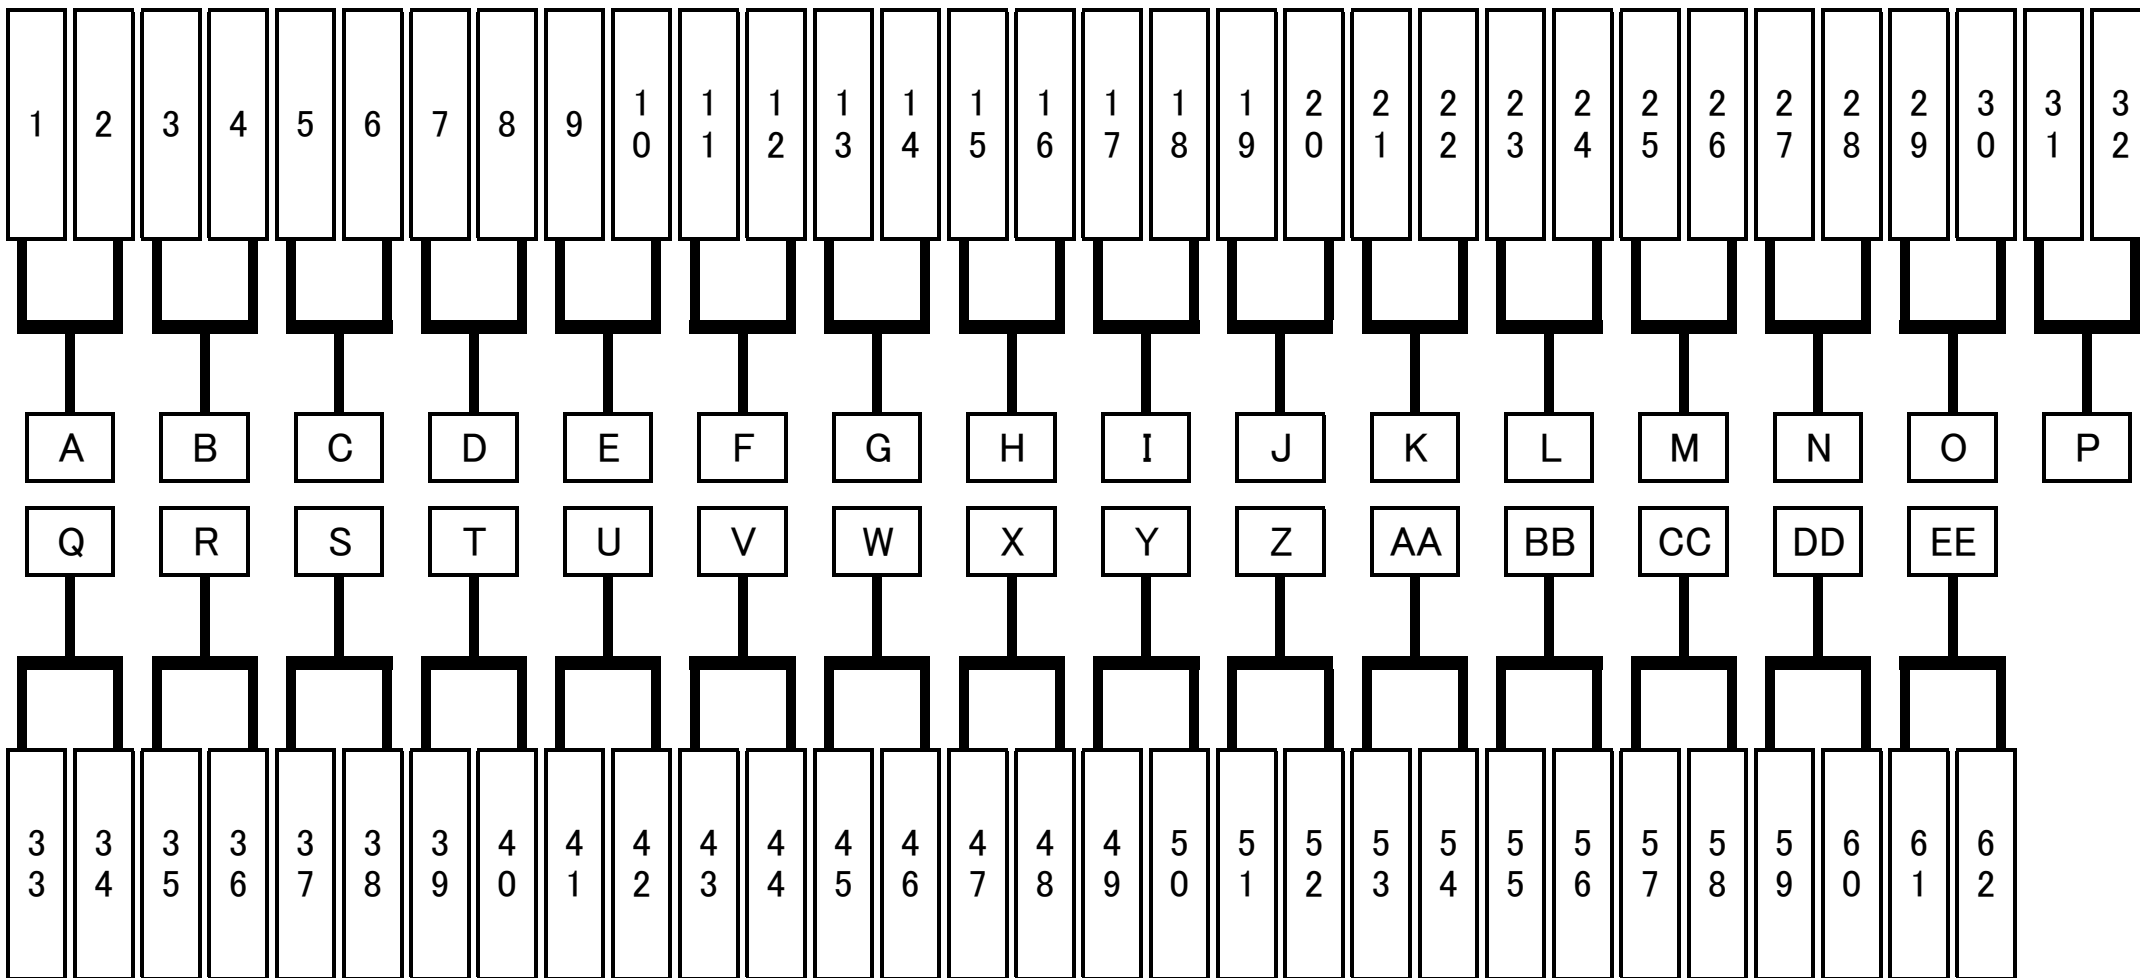 1 2 3 4 5 6 7 8 9 10 11 12 13 14 15 16 17 18 19 20 21 22 23 24 25 26 27 28 29 30 31 32
A B C D E F G H I J K L M N O P
Q R S T U V W X Y Z AA BB CC DD EE
33 34 35 36 37 38 39 40 41 42 43 44 45 46 47 48 49 50 51 52 53 54 55 56 57 58 59 60 61 62